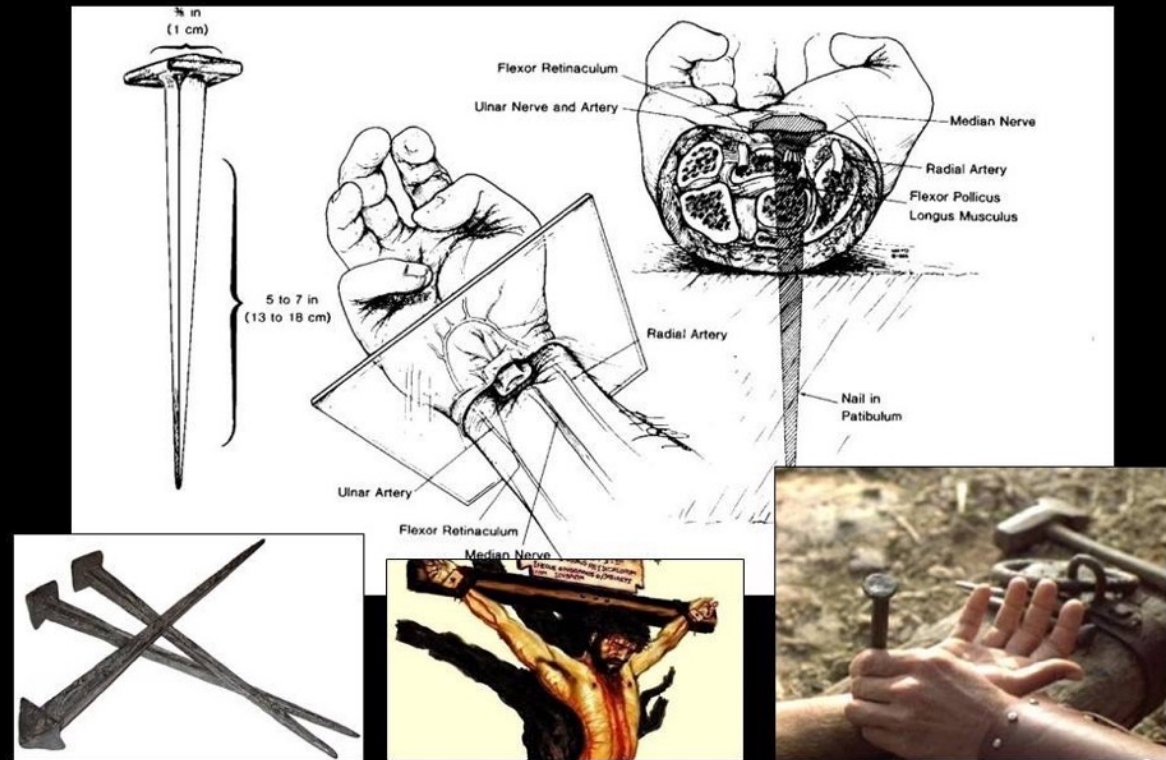 ⅜ in
(1 cm)
5 to 7 in
(13 to 18 cm)
Flexor Retinaculum
Ulnar Nerve and Artery
Median Nerve
Radial Artery
Flexor Pollicus
Longus Musculus
Radial Artery
Nail in
Patibulum
Ulnar Artery
Flexor Retinaculum
Median Nerve